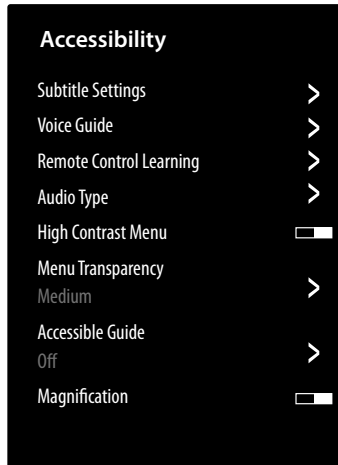 Accessibility
Subtitle Settings
Voice Guide
Remote Control Learning
Audio Type
High Contrast Menu
Menu Transparency
Medium
Accessible Guide
Off
Magnification